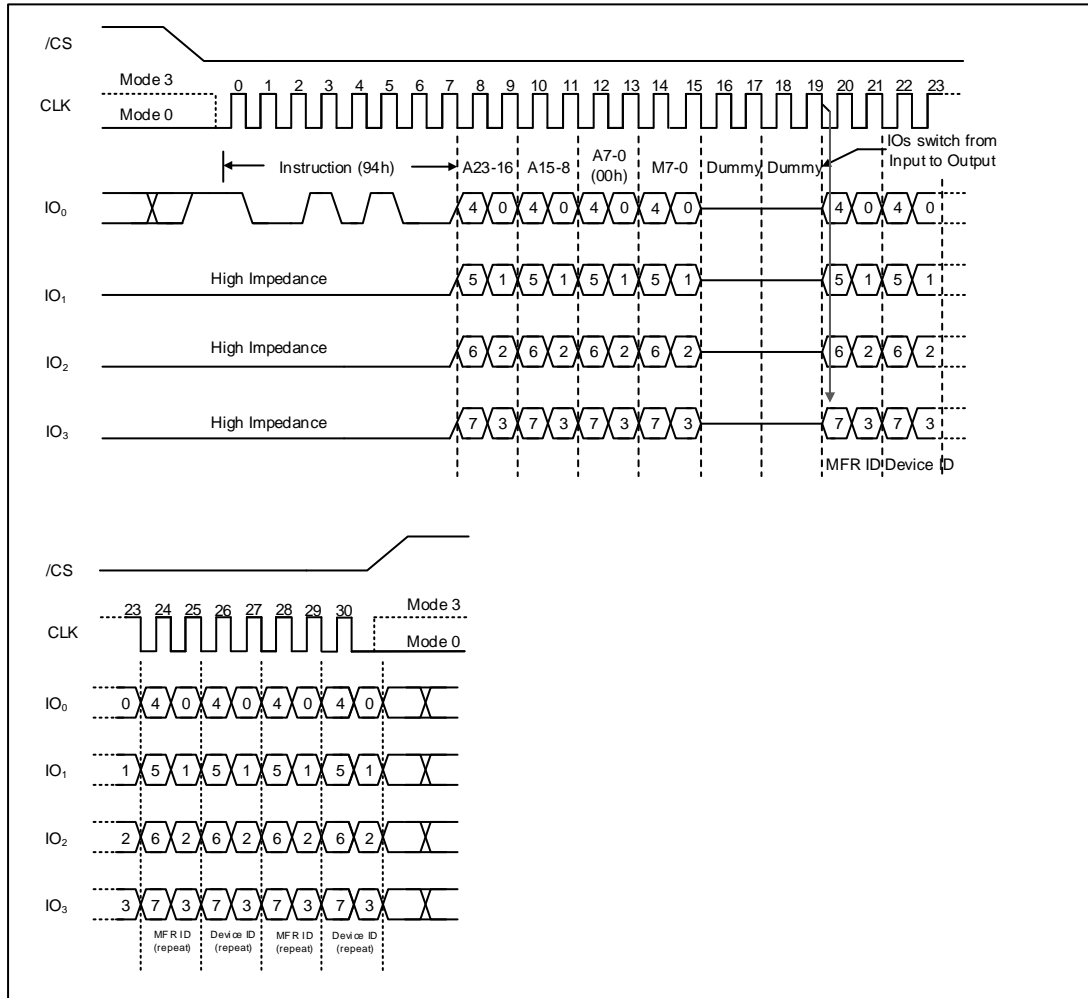 /CS
Mode 3
0 1 2 3 4 5 6 7 8 9 10 11 12 13 14 15 16 17 18 19 20 21 22 23
CLK
Mode 0
IOs switch from
Input to Output
Instruction (94h) A23-16 A15-8 A7-0 (00h) M7-0 Dummy Dummy
IO0 4 0 4 0 4 0 4 0 4 0 4 0
IO1 High Impedance 5 1 5 1 5 1 5 1 5 1 5 1
IO2 High Impedance 6 2 6 2 6 2 6 2 6 2 6 2
IO3 High Impedance 7 3 7 3 7 3 7 3 7 3 7 3
MFR ID Device ID
/CS
23 24 25 26 27 28 29 30 Mode 3
CLK
Mode 0
IO0 0 4 0 4 0 4 0 4 0
IO1 1 5 1 5 1 5 1 5 1
IO2 2 6 2 6 2 6 2 6 2
IO3 3 7 3 7 3 7 3 7 3
MFR ID (repeat) Device ID (repeat) MFR ID (repeat) Device ID (repeat)